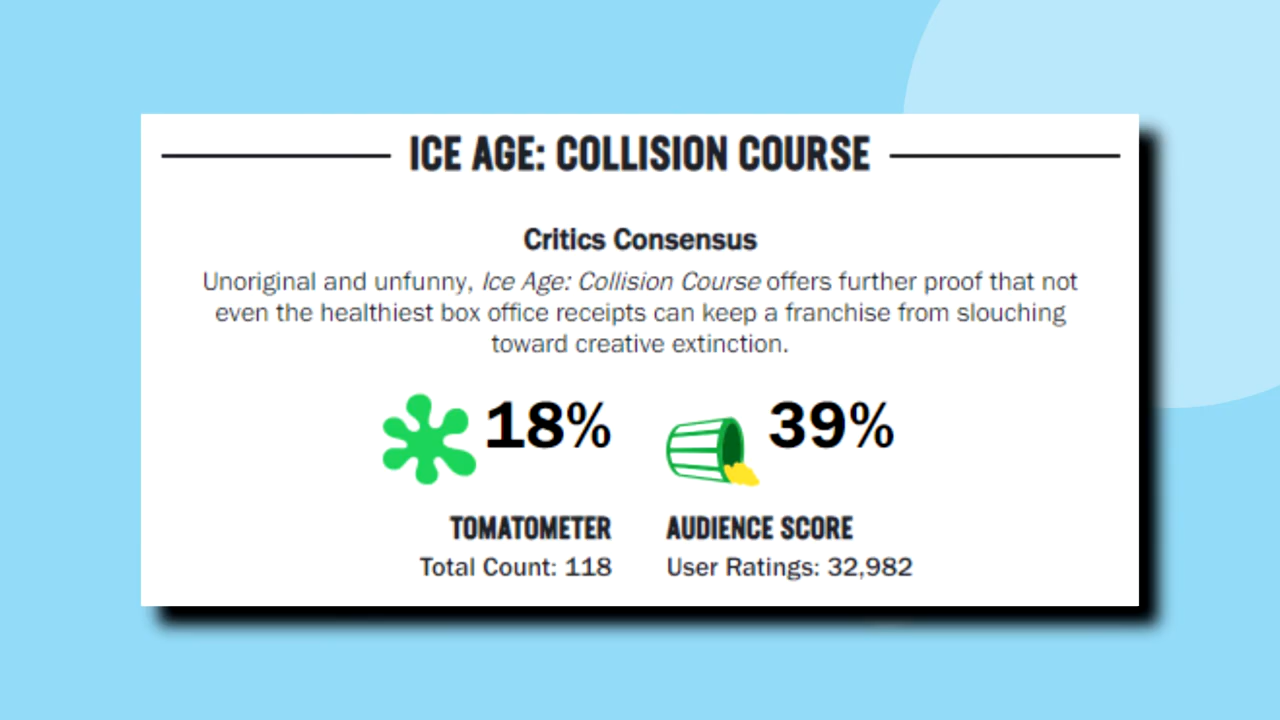 ICE AGE: COLLISION COURSE
Critics Consensus
Unoriginal and unfunny, Ice Age: Collision Course offers further proof that not
even the healthiest box office receipts can keep a franchise from slouching
toward creative extinction.
18% 39%
TOMATOMETER AUDIENCE SCORE
Total Count: 118 User Ratings: 32,982